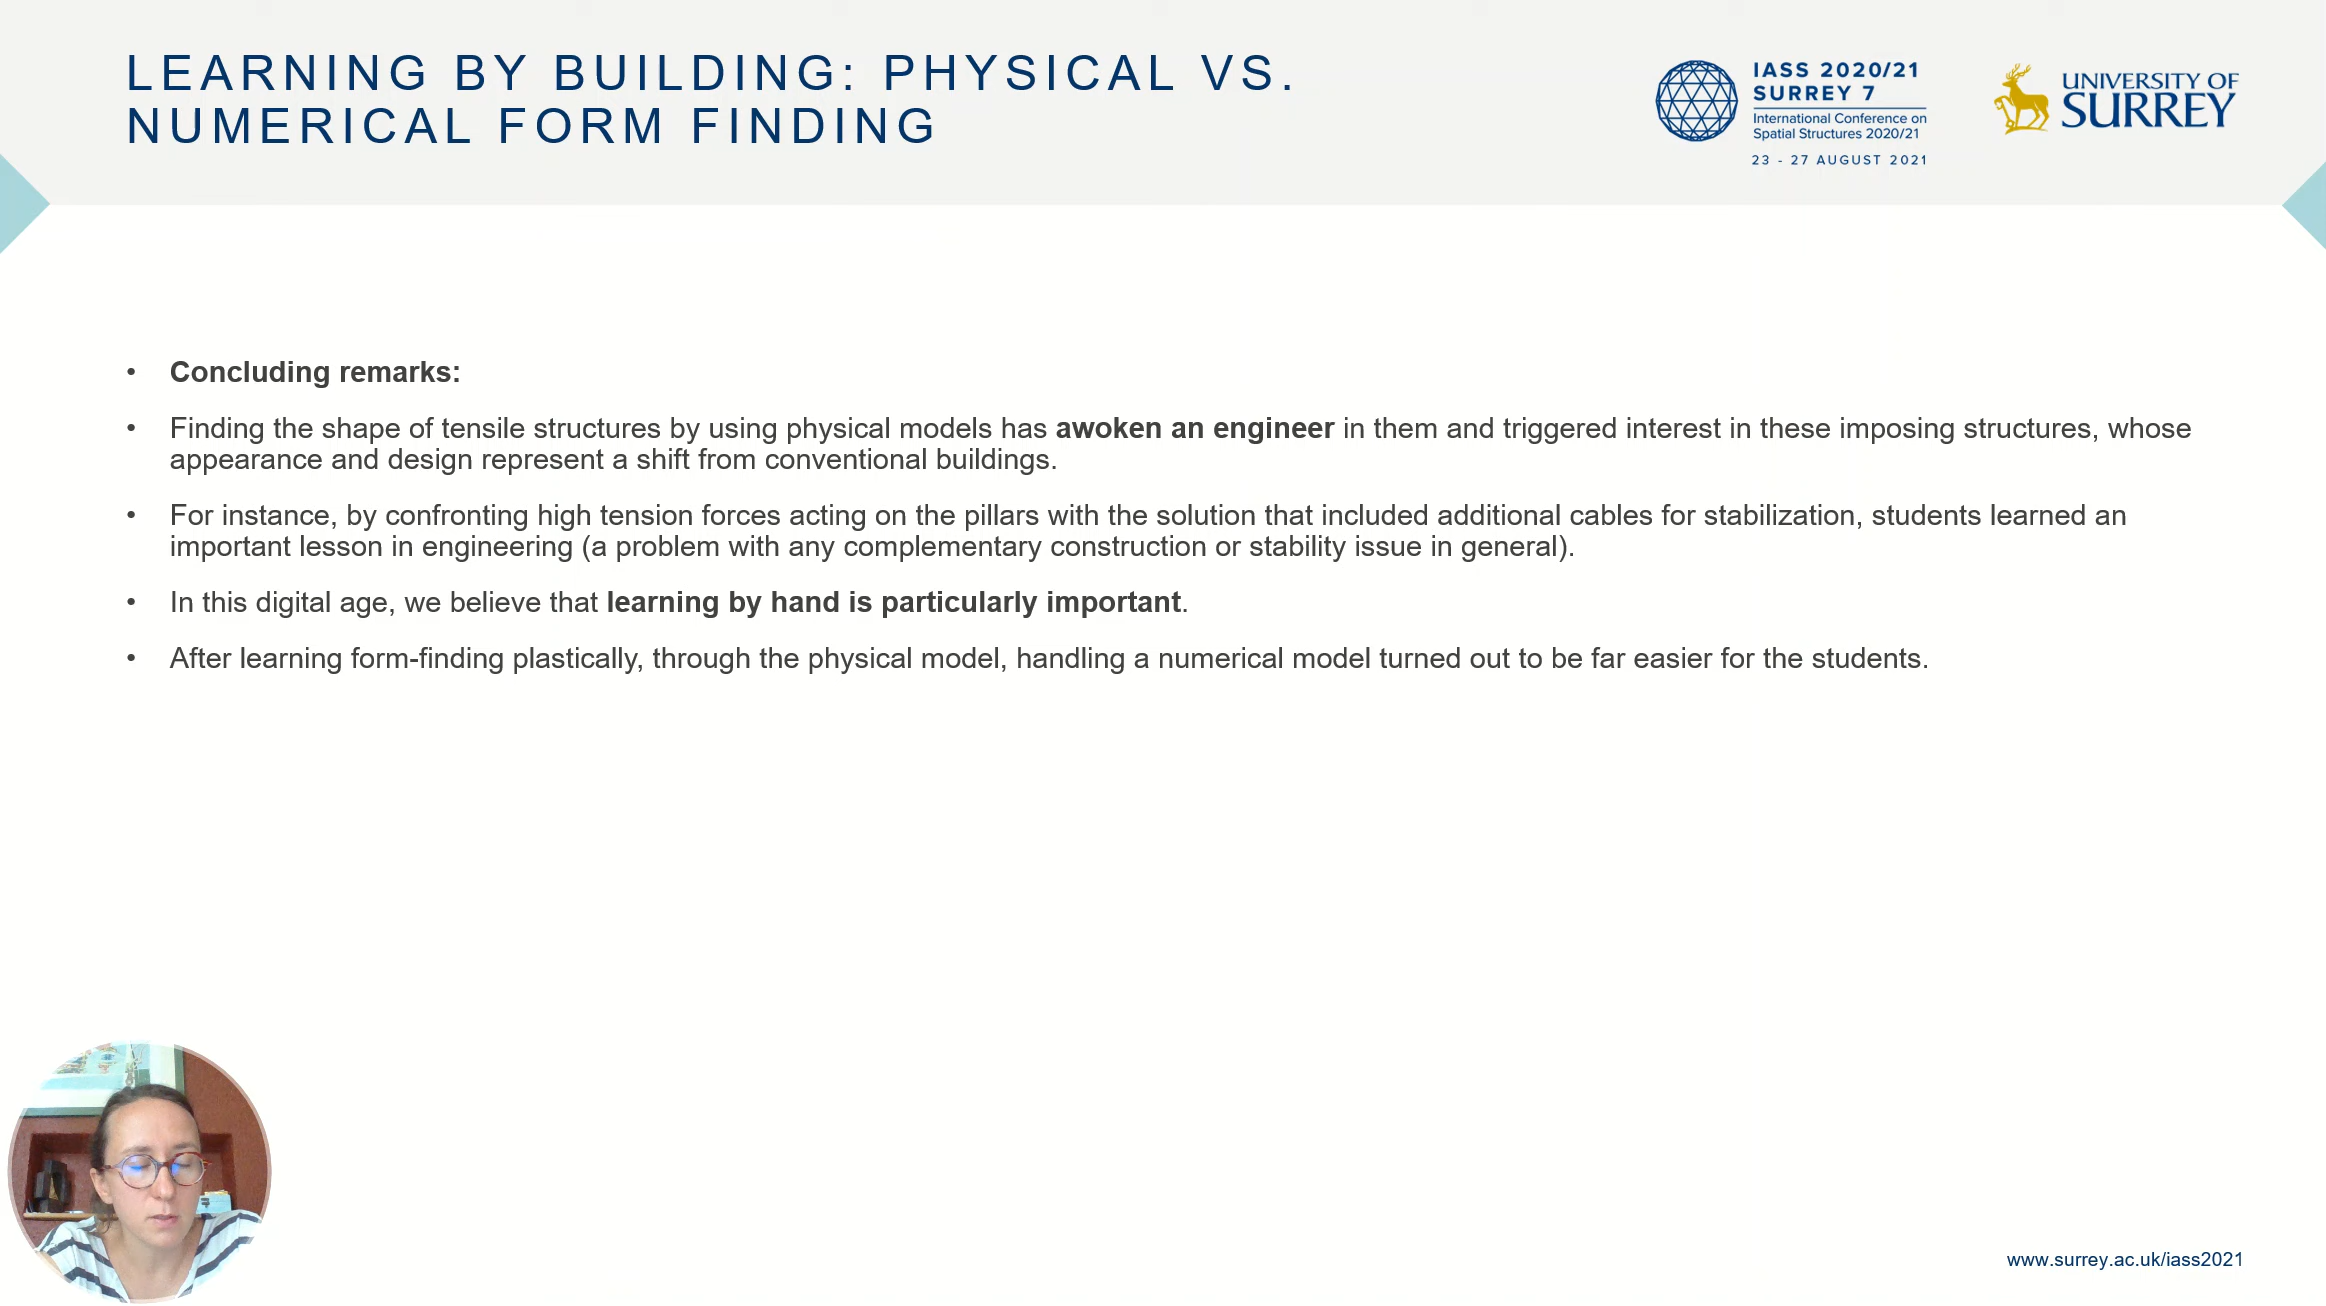 LEARNING BY BUILDING: PHYSICAL VS.
NUMERICAL FORM FINDING
IASS 2020/21
SURREY 7
International Conference on
Spatial Structures 2020/21
23 - 27 AUGUST 2021
UNIVERSITY OF
SURREY
• Concluding remarks:
• Finding the shape of tensile structures by using physical models has awoken an engineer in them and triggered interest in these imposing structures, whose
appearance and design represent a shift from conventional buildings.
• For instance, by confronting high tension forces acting on the pillars with the solution that included additional cables for stabilization, students learned an
important lesson in engineering (a problem with any complementary construction or stability issue in general).
• In this digital age, we believe that learning by hand is particularly important.
• After learning form-finding plastically, through the physical model, handling a numerical model turned out to be far easier for the students.
www.surrey.ac.uk/iass2021